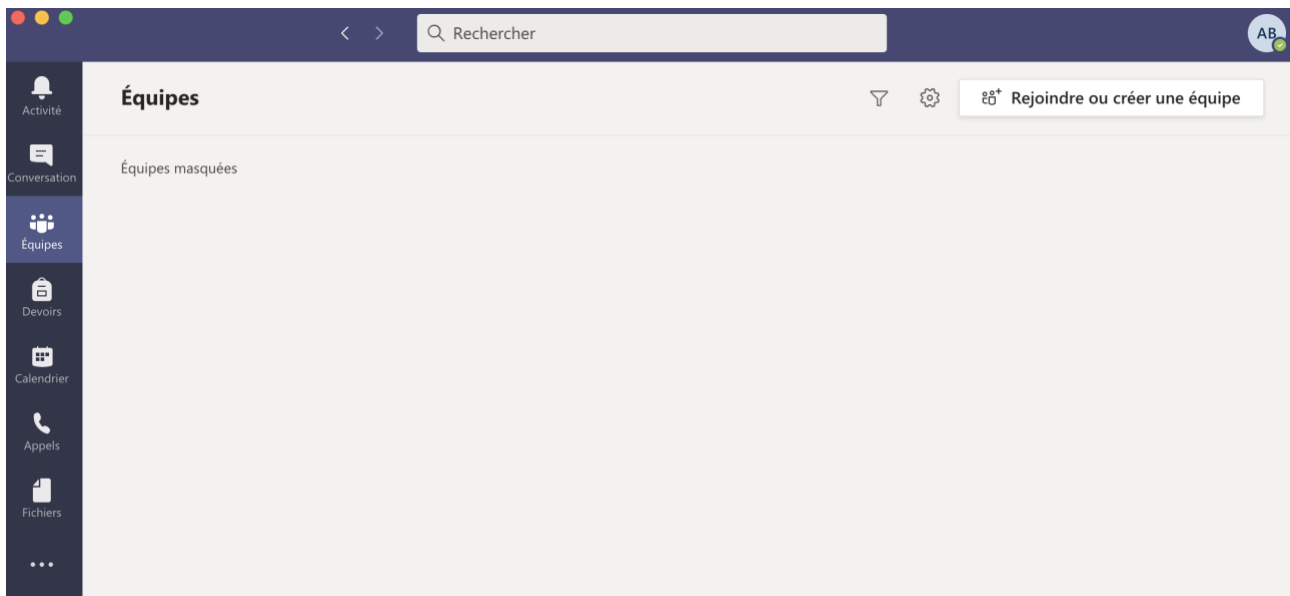 Rechercher
AB
Activité
Conversation
Équipes
Devoirs
Calendrier
Appels
Fichiers
Équipes
Rejoindre ou créer une équipe
Équipes masquées